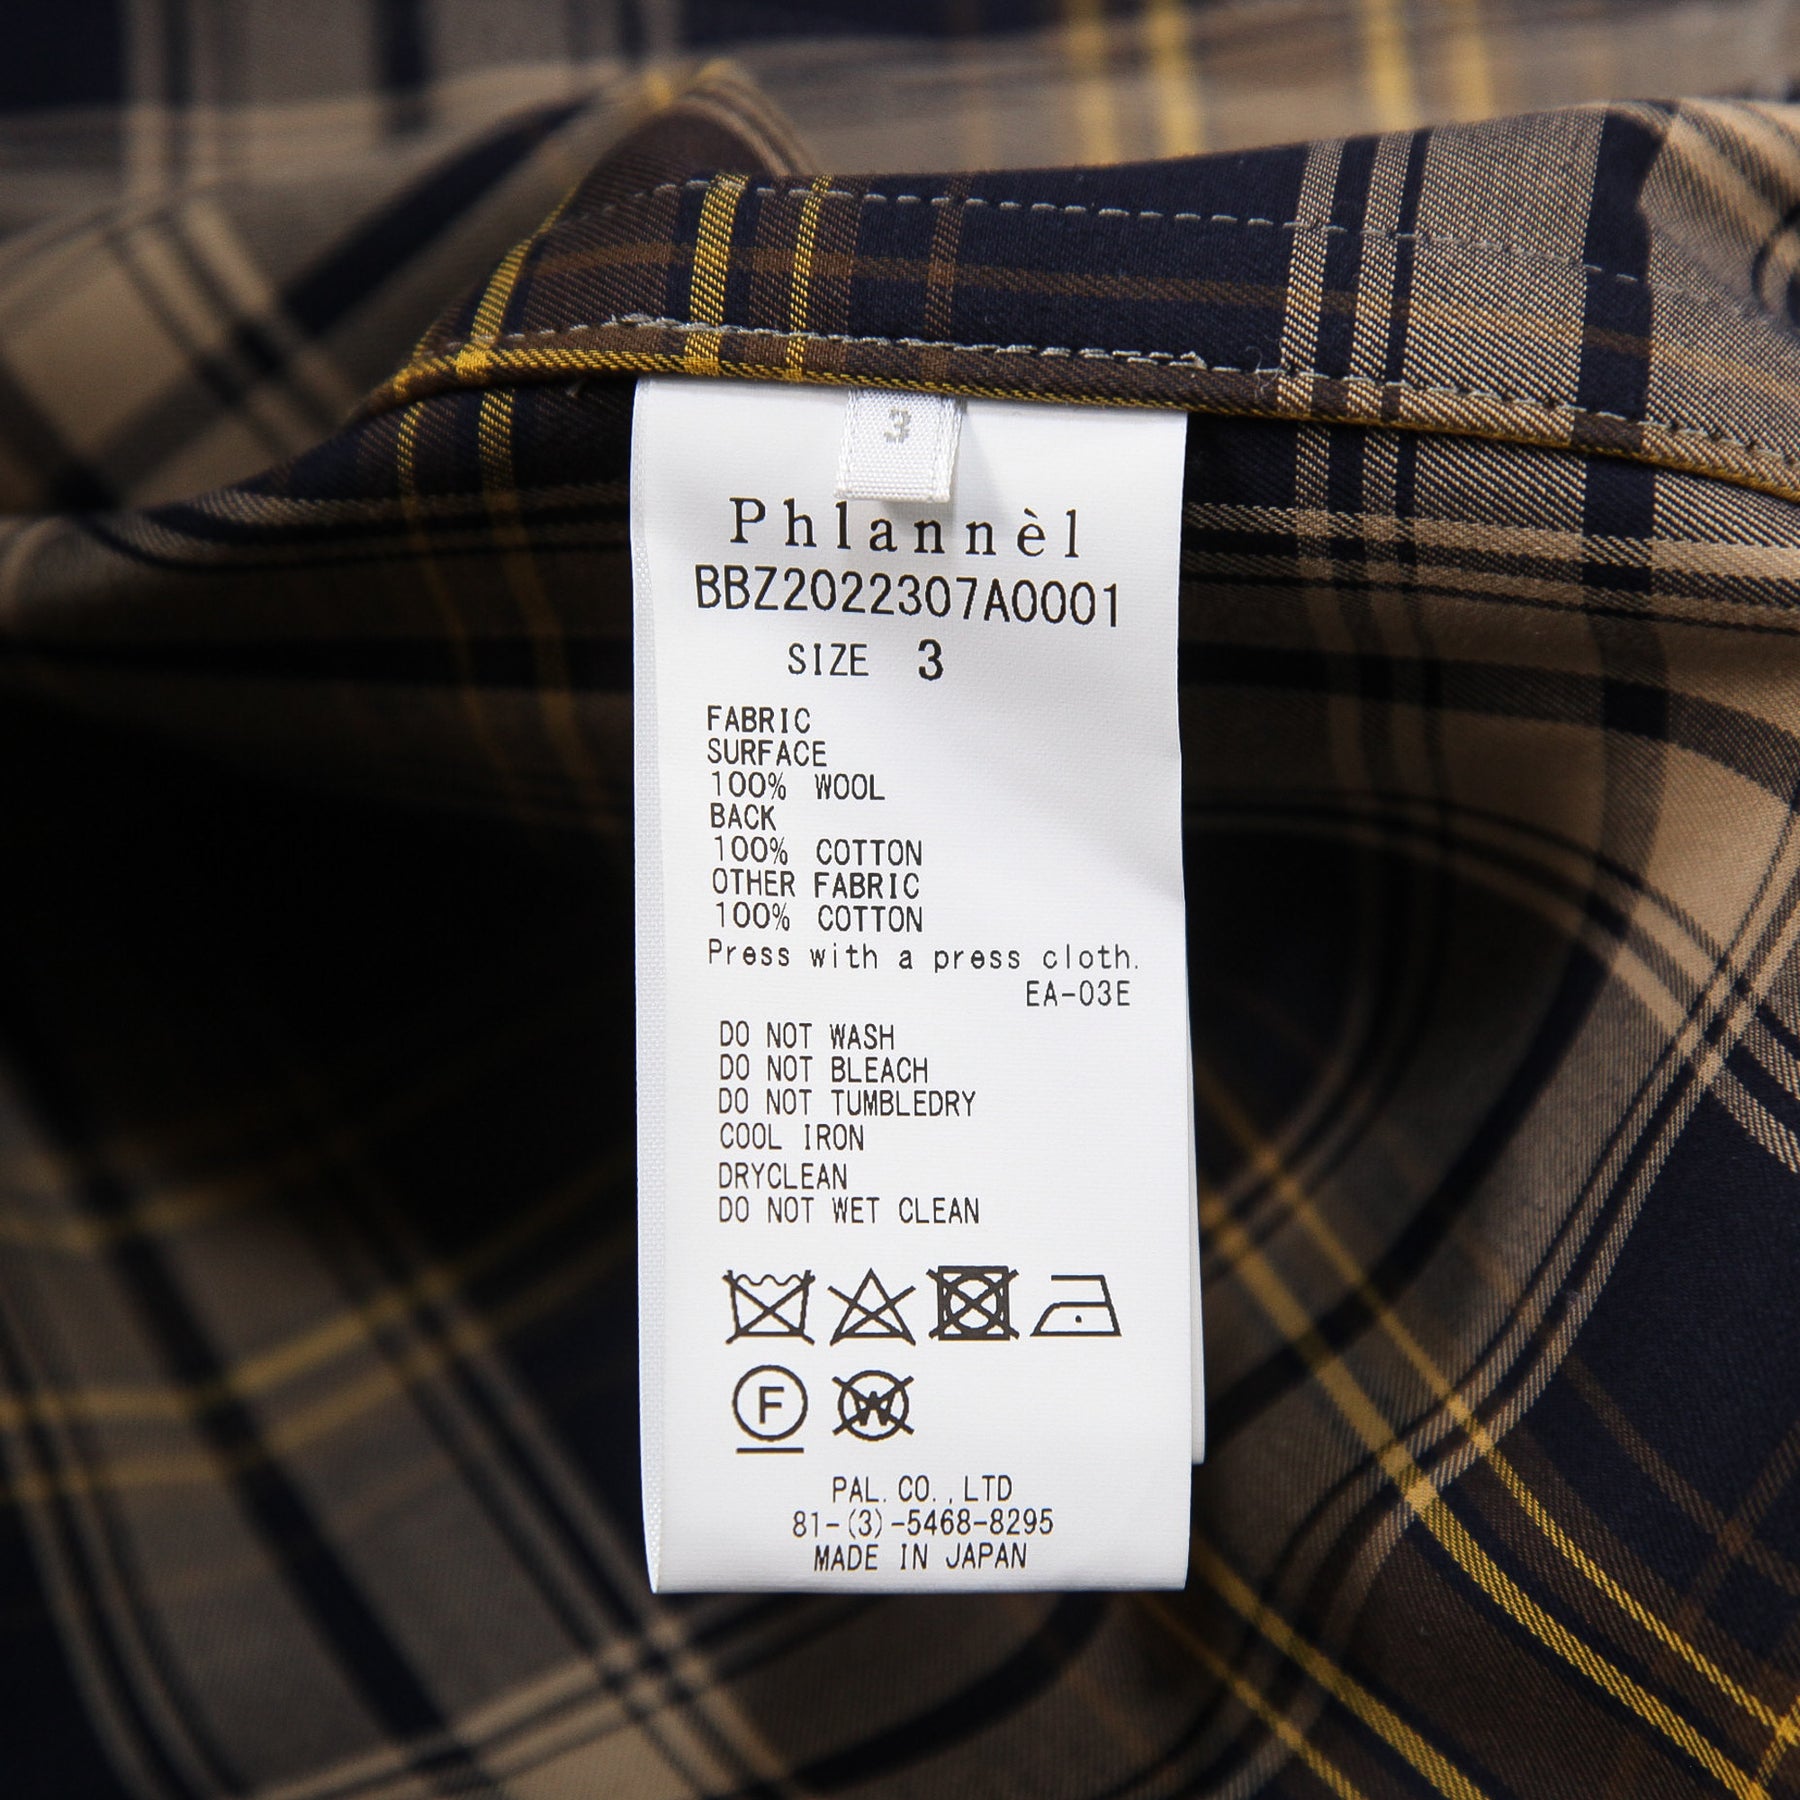 3
Phlannèl
BBZ2022307A0001
SIZE 3
FABRIC
SURFACE
100% WOOL
BACK
100% COTTON
OTHER FABRIC
100% COTTON
Press with a press cloth.
EA-03E
DO NOT WASH
DO NOT BLEACH
DO NOT TUMBLEDRY
COOL IRON
DRYCLEAN
DO NOT WET CLEAN
F W
PAL.CO.,LTD
81-(3)-5468-8295
MADE IN JAPAN